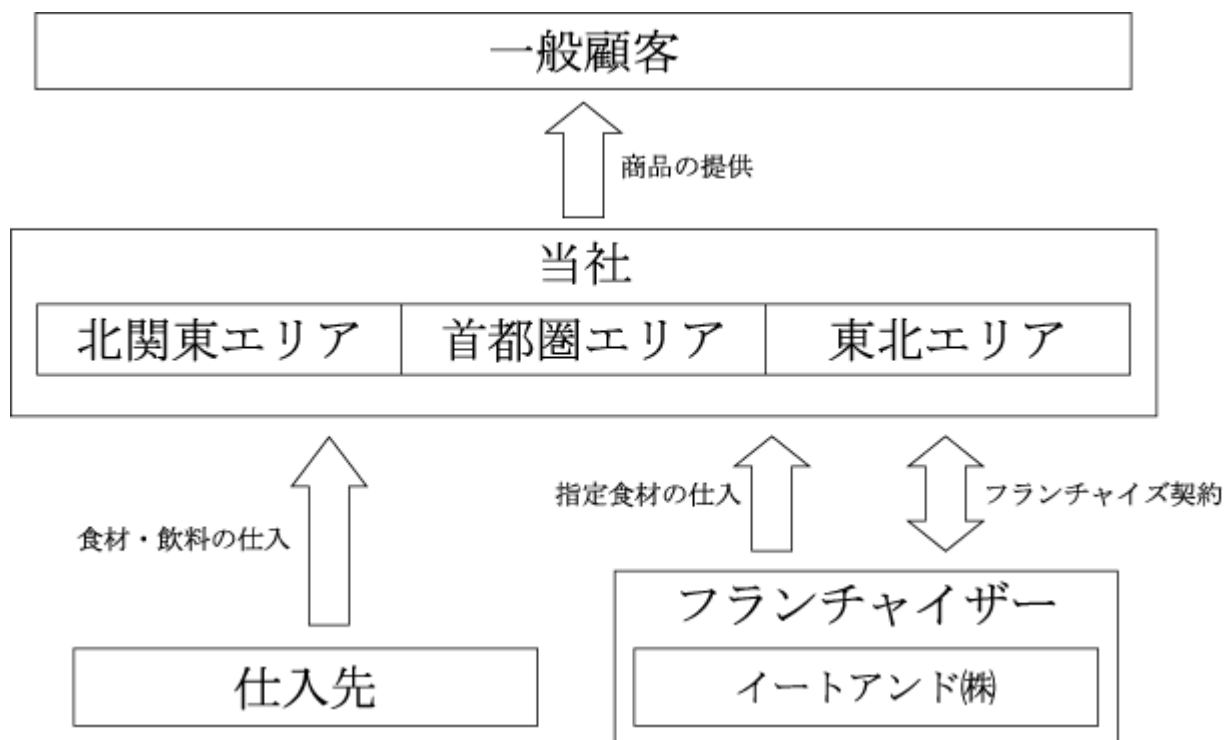 一般顧客
商品の提供
当社
北関東エリア
首都圏エリア
東北エリア
食材・飲料の仕入
指定食材の仕入
フランチャイズ契約
仕入先
フランチャイザー
イートアンド㈱